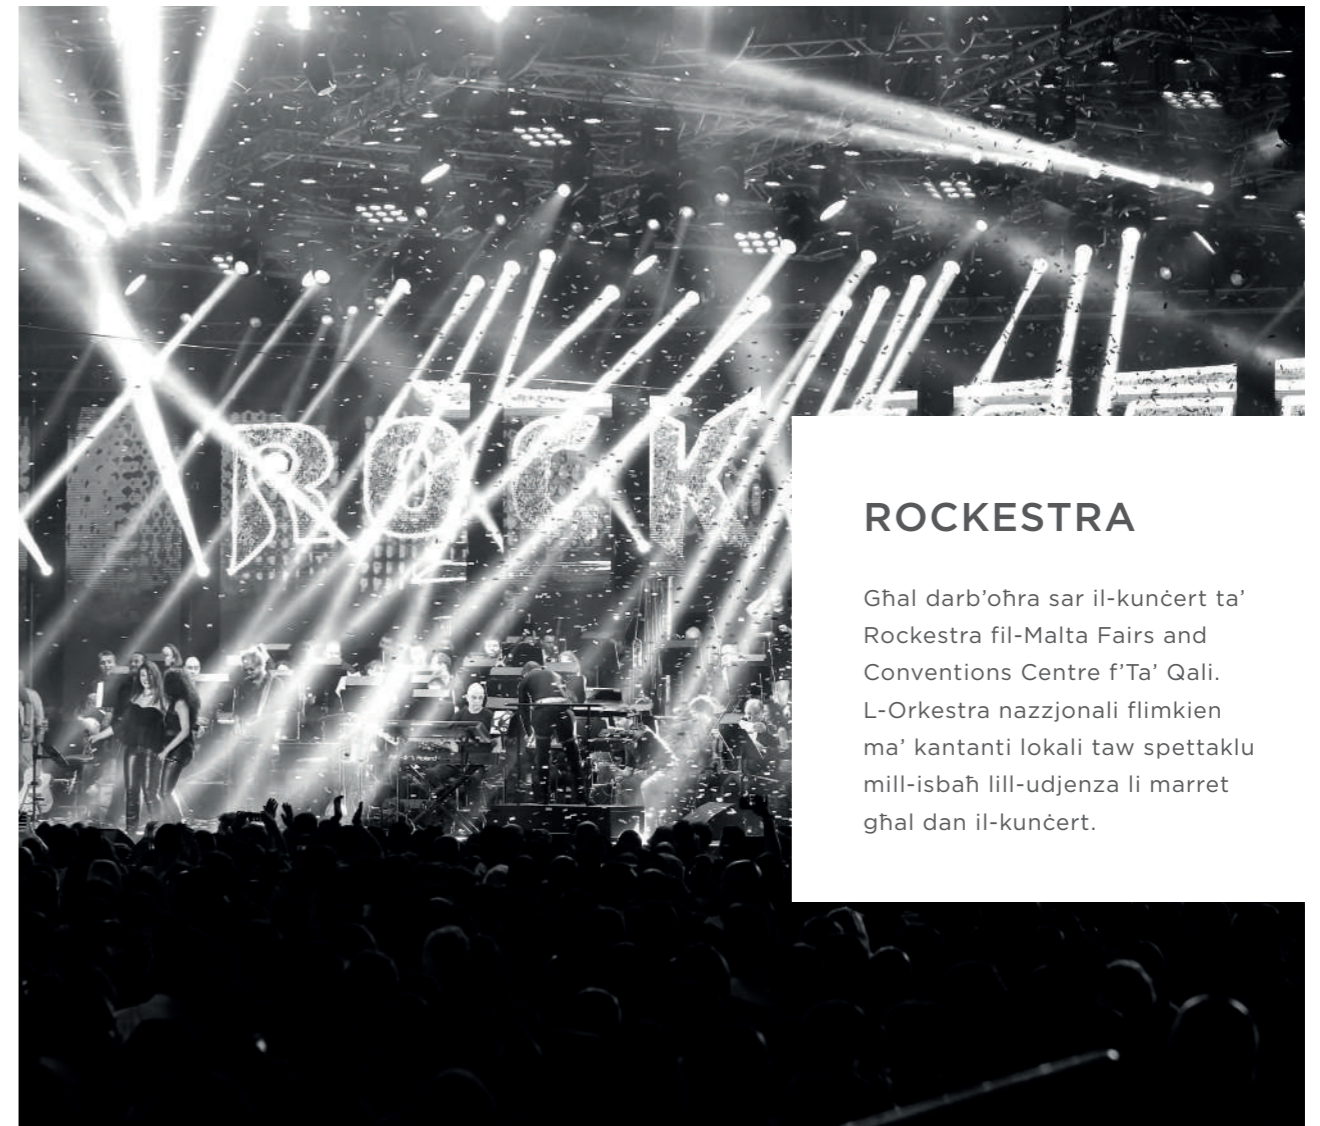 ROCK
ROCKESTRA
Għal darb’oħra sar il-kunċert ta’
Rockestra fil-Malta Fairs and
Conventions Centre f’Ta’ Qali.
L-Orkestra nazzjonali flimkien
ma’ kantanti lokali taw spettaklu
mill-isbaħ lill-udjenza li marret
għal dan il-kunċert.
Roland